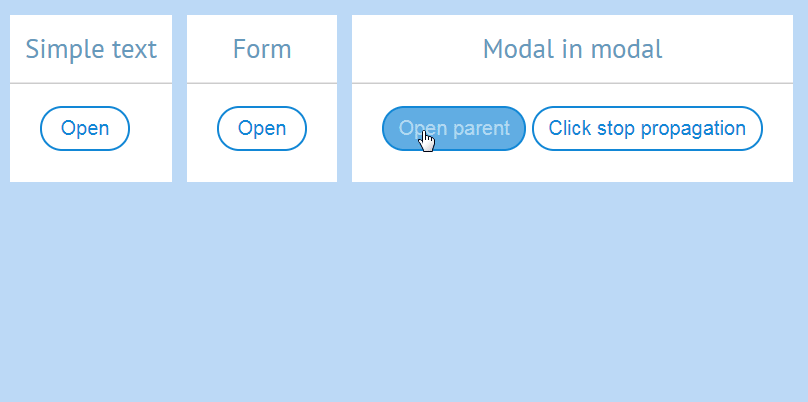 Simple text
Form
Modal in modal
Open
Open
Open parent
Click stop propagation